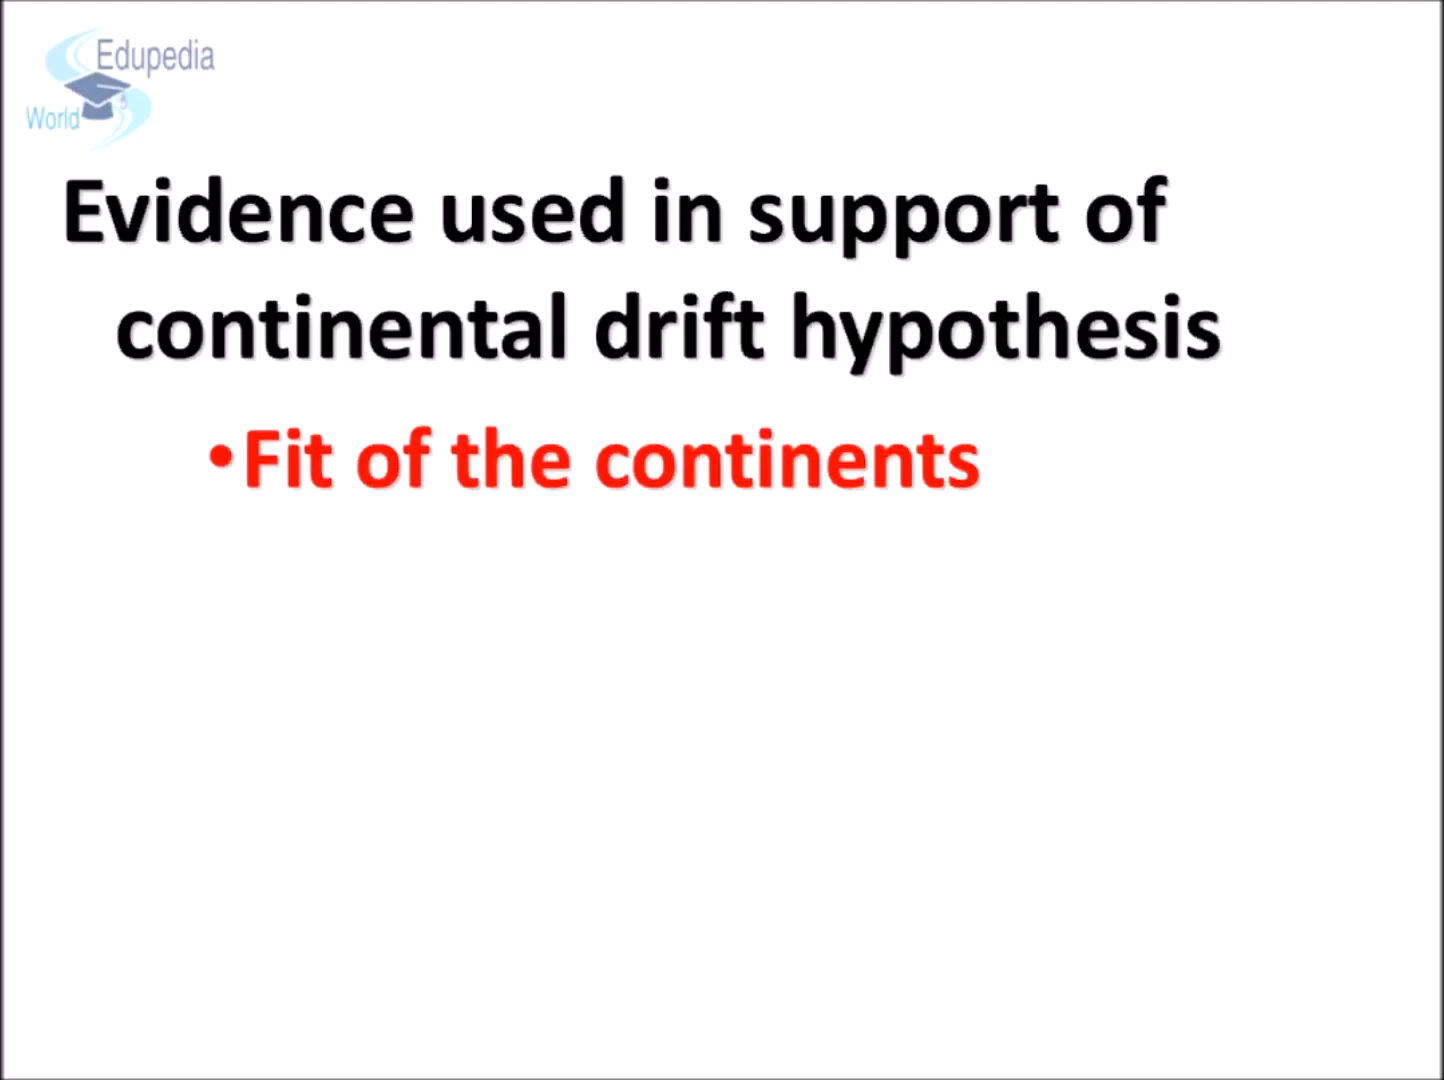 Edupedia
World
Evidence used in support of
continental drift hypothesis
•Fit of the continents